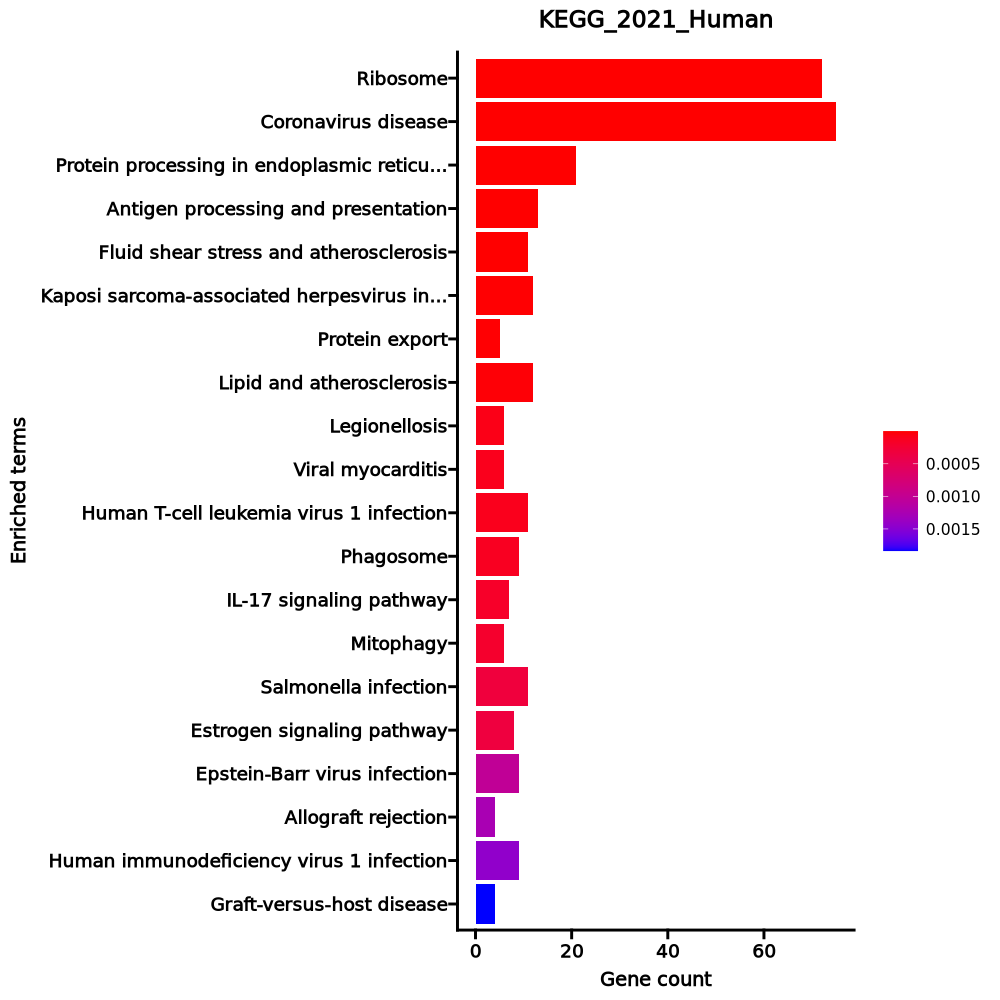 KEGG_2021_Human
Ribosome
Coronavirus disease
Protein processing in endoplasmic reticu...
Antigen processing and presentation
Fluid shear stress and atherosclerosis
Kaposi sarcoma-associated herpesvirus in...
Protein export
Lipid and atherosclerosis
Legionellosis
Viral myocarditis
Human T-cell leukemia virus 1 infection
Phagosome
IL-17 signaling pathway
Mitophagy
Salmonella infection
Estrogen signaling pathway
Epstein-Barr virus infection
Allograft rejection
Human immunodeficiency virus 1 infection
Graft-versus-host disease
Enriched terms
0 20 40 60
Gene count
0.0005
0.0010
0.0015